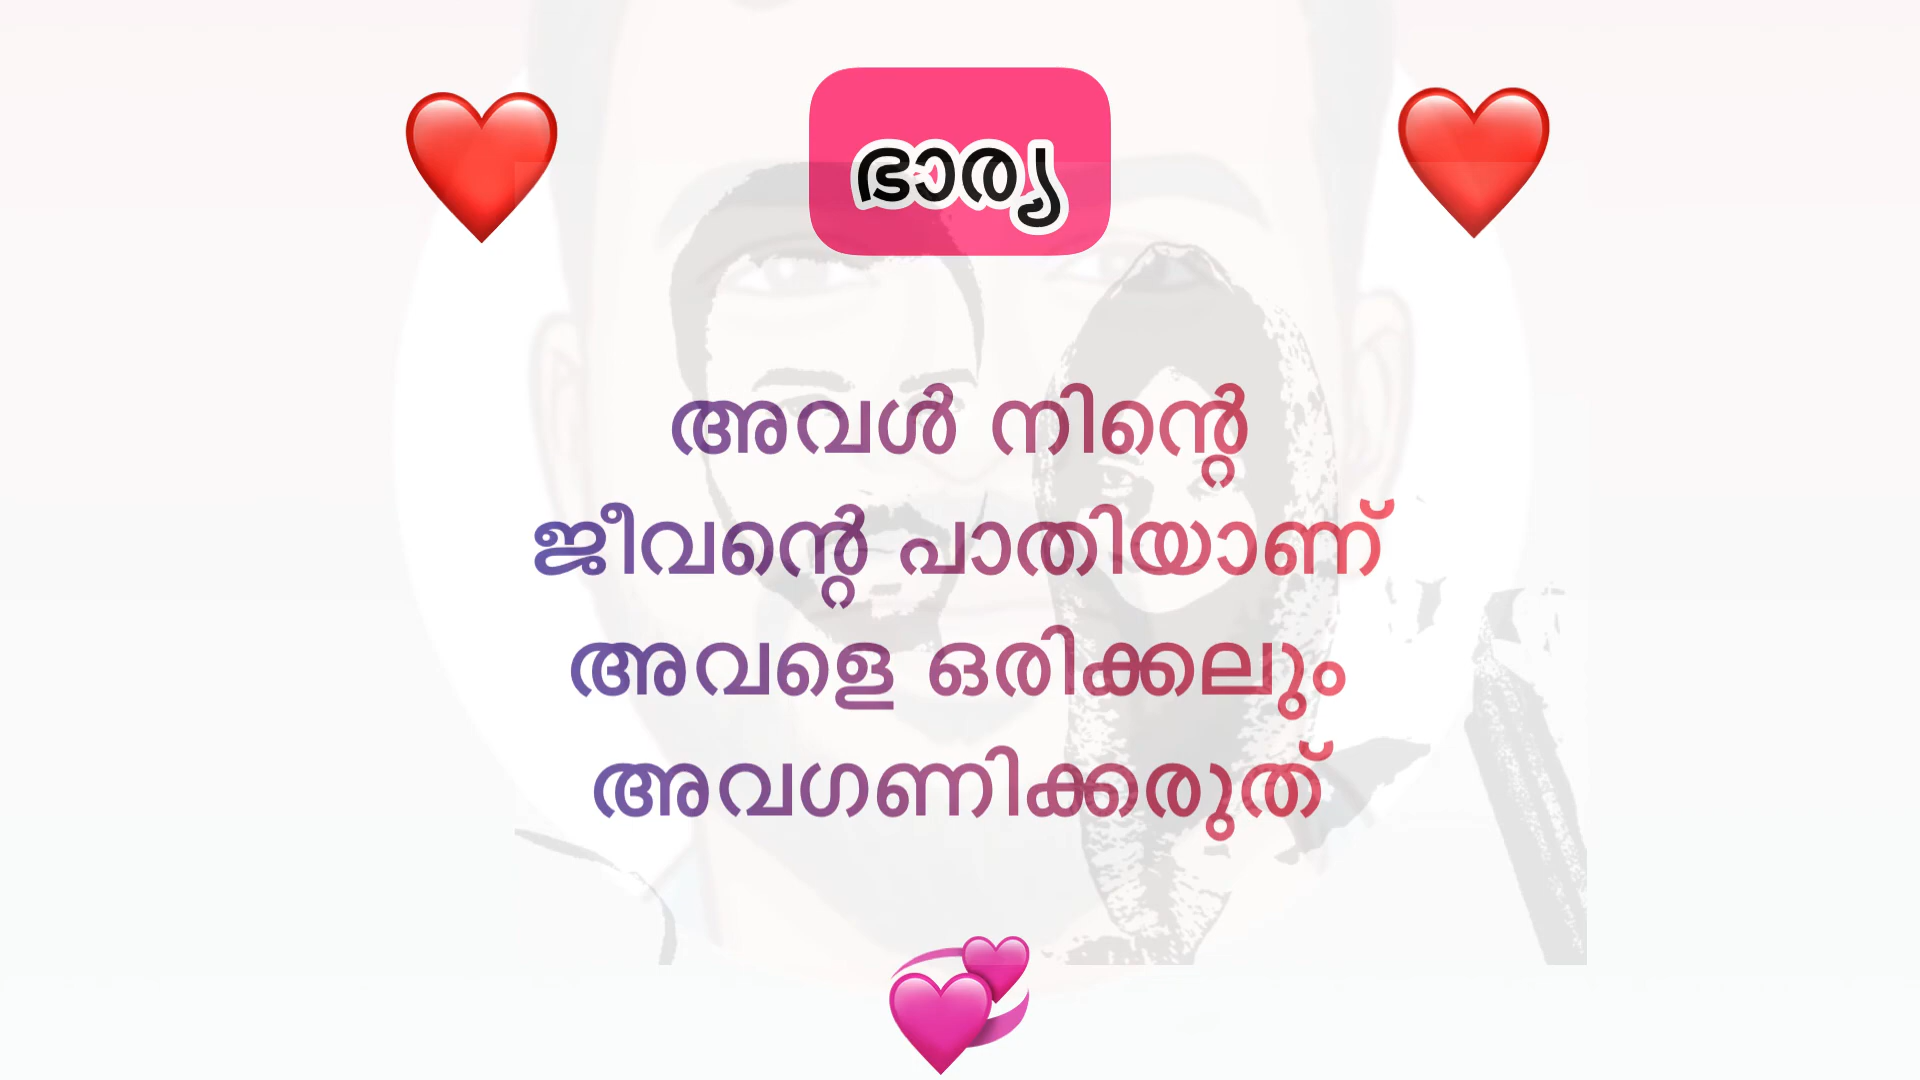 ഭാര്യ
അവൾ നിന്റെ
ജീവന്റെ പാതിയാണ്
അവളെ ഒരിക്കലും
അവഗണിക്കരുത്